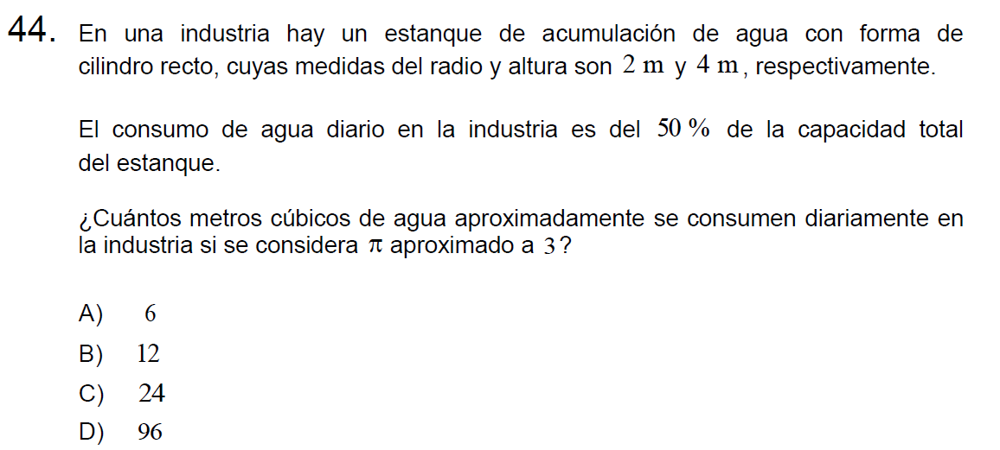 44. En una industria hay un estanque de acumulación de agua con forma de
cilindro recto, cuyas medidas del radio y altura son 2 m y 4 m, respectivamente.
El consumo de agua diario en la industria es del 50 % de la capacidad total
del estanque.
¿Cuántos metros cúbicos de agua aproximadamente se consumen diariamente en
la industria si se considera π aproximado a 3?
A) 6
B) 12
C) 24
D) 96